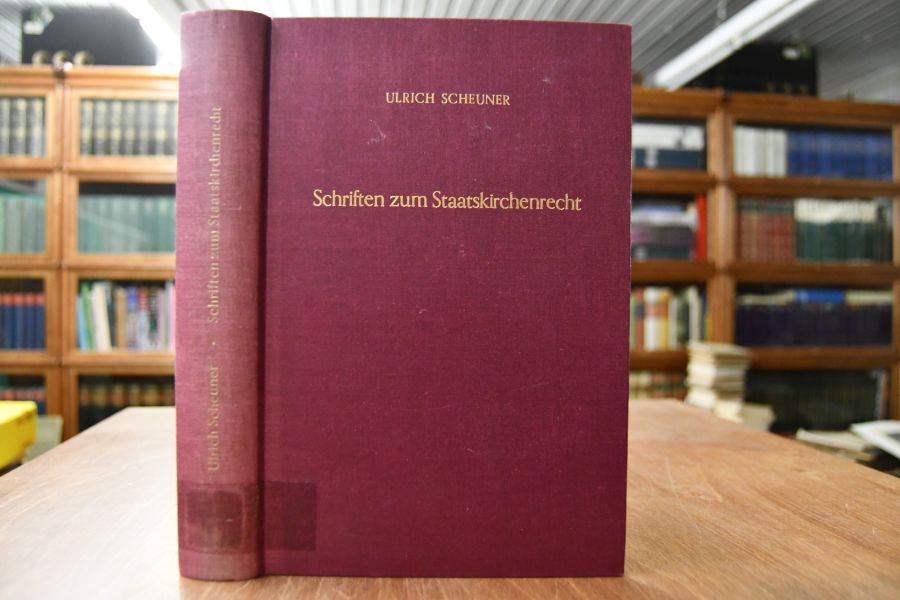 ULRICH SCHEUNER
Schriften zum Staatskirchenrecht
Ulrich Scheuner · Schriften zum Staatskirchenrecht